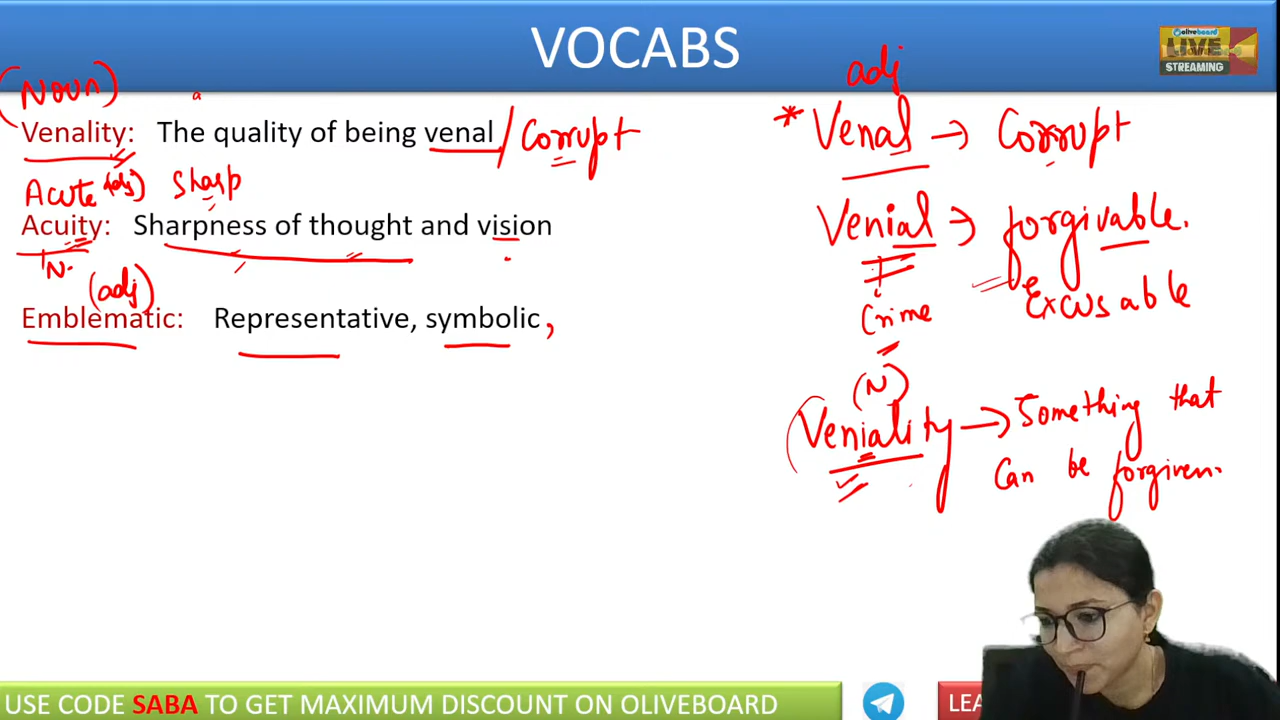 VOCABS
oliveboard
LIVE
STREAMING
(Noun)
Venality: The quality of being venal / Corrupt
Acute (adj) Sharp
Acuity: Sharpness of thought and vision
N.
(adj)
Emblematic: Representative, symbolic,
adj
* Venal → Corrupt
Venial → forgivable.
Excusable
Crime
(N)
(Veniality → Something that
Can be forgiven.
USE CODE SABA TO GET MAXIMUM DISCOUNT ON OLIVEBOARD
LEA